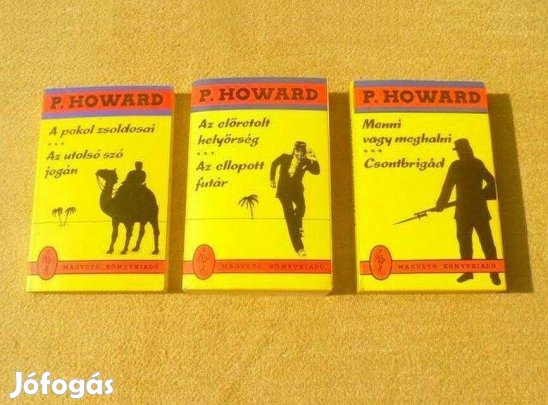 P. HOWARD
A pokol zsoldosai
***
Az utolsó szó
jogán
MAGVETŐ KÖNYVKIADÓ
P. HOWARD
Az előretolt
helyőrség
***
Az ellopott
futár
MAGVETŐ KÖNYVKIADÓ
P. HOWARD
Menni
vagy meghalni
***
Csontbrigád
MAGVETŐ KÖNYVKIADÓ
Jófogás